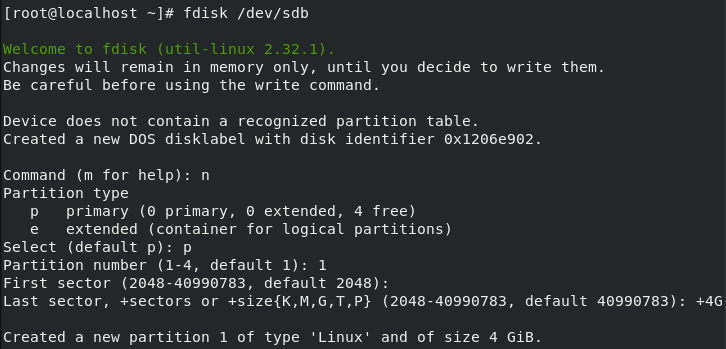 [root@localhost ~]# fdisk /dev/sdb
Welcome to fdisk (util-linux 2.32.1).
Changes will remain in memory only, until you decide to write them.
Be careful before using the write command.
Device does not contain a recognized partition table.
Created a new DOS disklabel with disk identifier 0x1206e902.
Command (m for help): n
Partition type
   p   primary (0 primary, 0 extended, 4 free)
   e   extended (container for logical partitions)
Select (default p): p
Partition number (1-4, default 1): 1
First sector (2048-40990783, default 2048):
Last sector, +sectors or +size{K,M,G,T,P} (2048-40990783, default 40990783): +4G
Created a new partition 1 of type 'Linux' and of size 4 GiB.